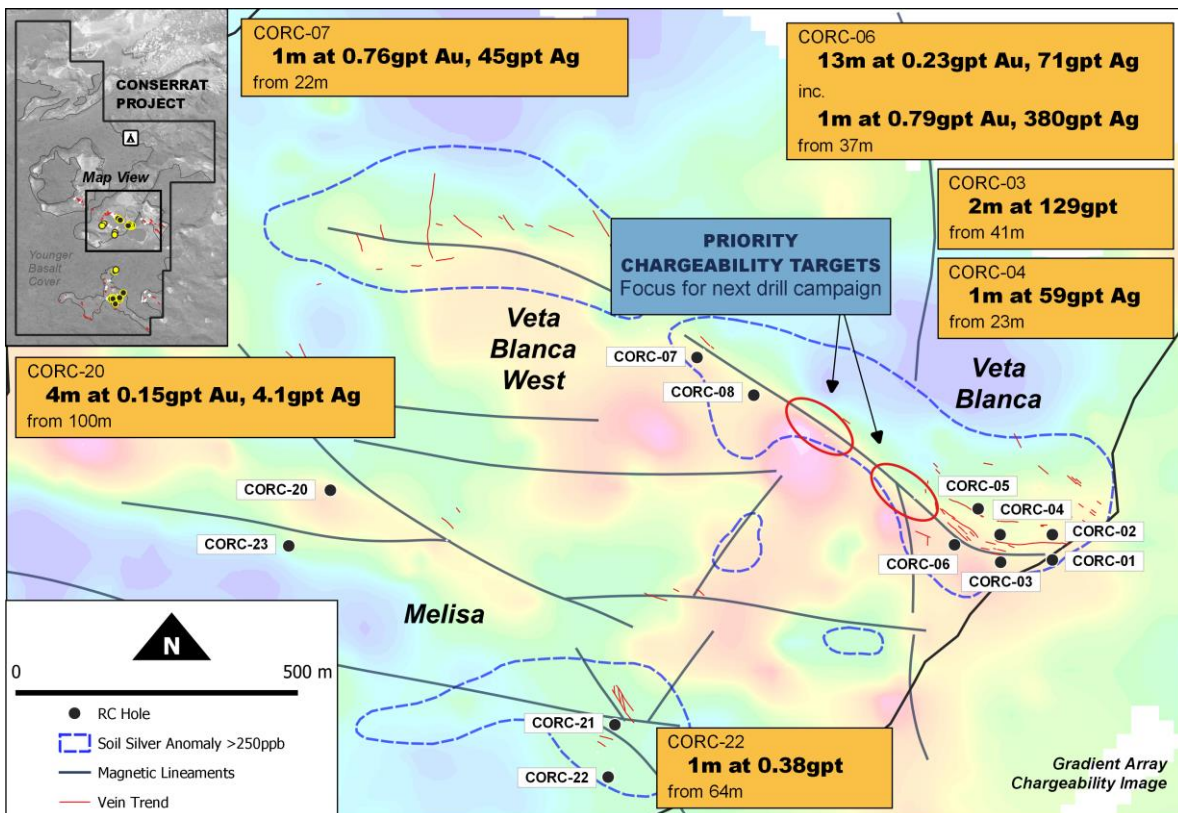 CORC-07
1m at 0.76gpt Au, 45gpt Ag
from 22m
CORC-06
13m at 0.23gpt Au, 71gpt Ag
inc.
1m at 0.79gpt Au, 380gpt Ag
from 37m
CONSERRAT
PROJECT
Map View
Younger
Basalt
Cover
CORC-03
2m at 129gpt
from 41m
PRIORITY
CHARGEABILITY TARGETS
Focus for next drill campaign
CORC-04
1m at 59gpt Ag
from 23m
Veta
Blanca
West
Veta
Blanca
CORC-07
CORC-08
CORC-20
4m at 0.15gpt Au, 4.1gpt Ag
from 100m
CORC-20
CORC-23
CORC-05
CORC-04
CORC-02
CORC-01
CORC-06
CORC-03
Melisa
N
0 500 m
RC Hole
Soil Silver Anomaly >250ppb
Magnetic Lineaments
Vein Trend
CORC-21
CORC-22
CORC-22
1m at 0.38gpt
from 64m
Gradient Array
Chargeability Image